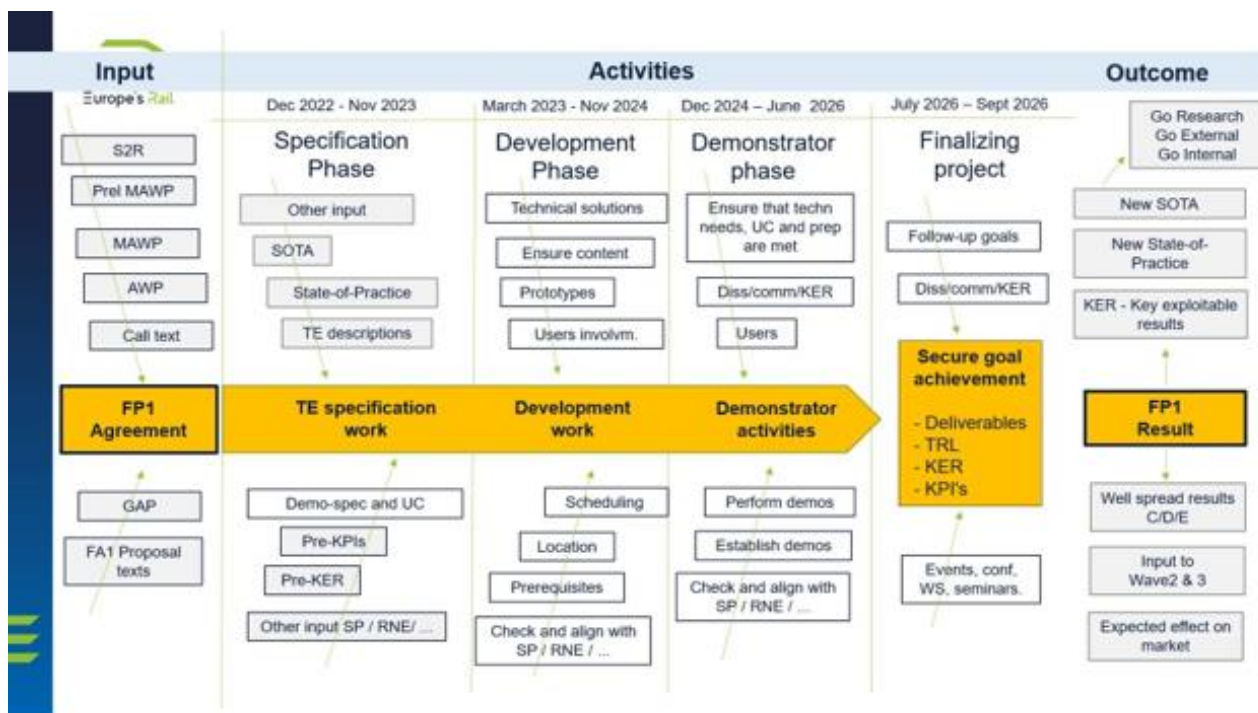 Input
Activities
Outcome
Europe's Rail
Dec 2022 - Nov 2023
March 2023 - Nov 2024
Dec 2024 – June 2026
July 2026 – Sept 2026
Specification
Phase
Development
Phase
Demonstrator
phase
Finalizing
project
S2R
Prel MAWP
MAWP
AWP
Call text
FP1
Agreement
GAP
FA1 Proposal
texts
Other input
SOTA
State-of-Practice
TE descriptions
TE specification
work
Demo-spec and UC
Pre-KPIs
Pre-KER
Other input SP / RNE/ ...
Technical solutions
Ensure content
Prototypes
Users involvm.
Development
work
Scheduling
Location
Prerequisites
Check and align with
SP / RNE / ...
Ensure that techn
needs, UC and prep
are met
Diss/comm/KER
Users
Demonstrator
activities
Perform demos
Establish demos
Check and align with
SP / RNE / ...
Follow-up goals
Diss/comm/KER
Secure goal
achievement
- Deliverables
- TRL
- KER
- KPI's
Events, conf,
WS, seminars.
Go Research
Go External
Go Internal
New SOTA
New State-of-
Practice
KER - Key exploitable
results
FP1
Result
Well spread results
C/D/E
Input to
Wave2 & 3
Expected effect on
market